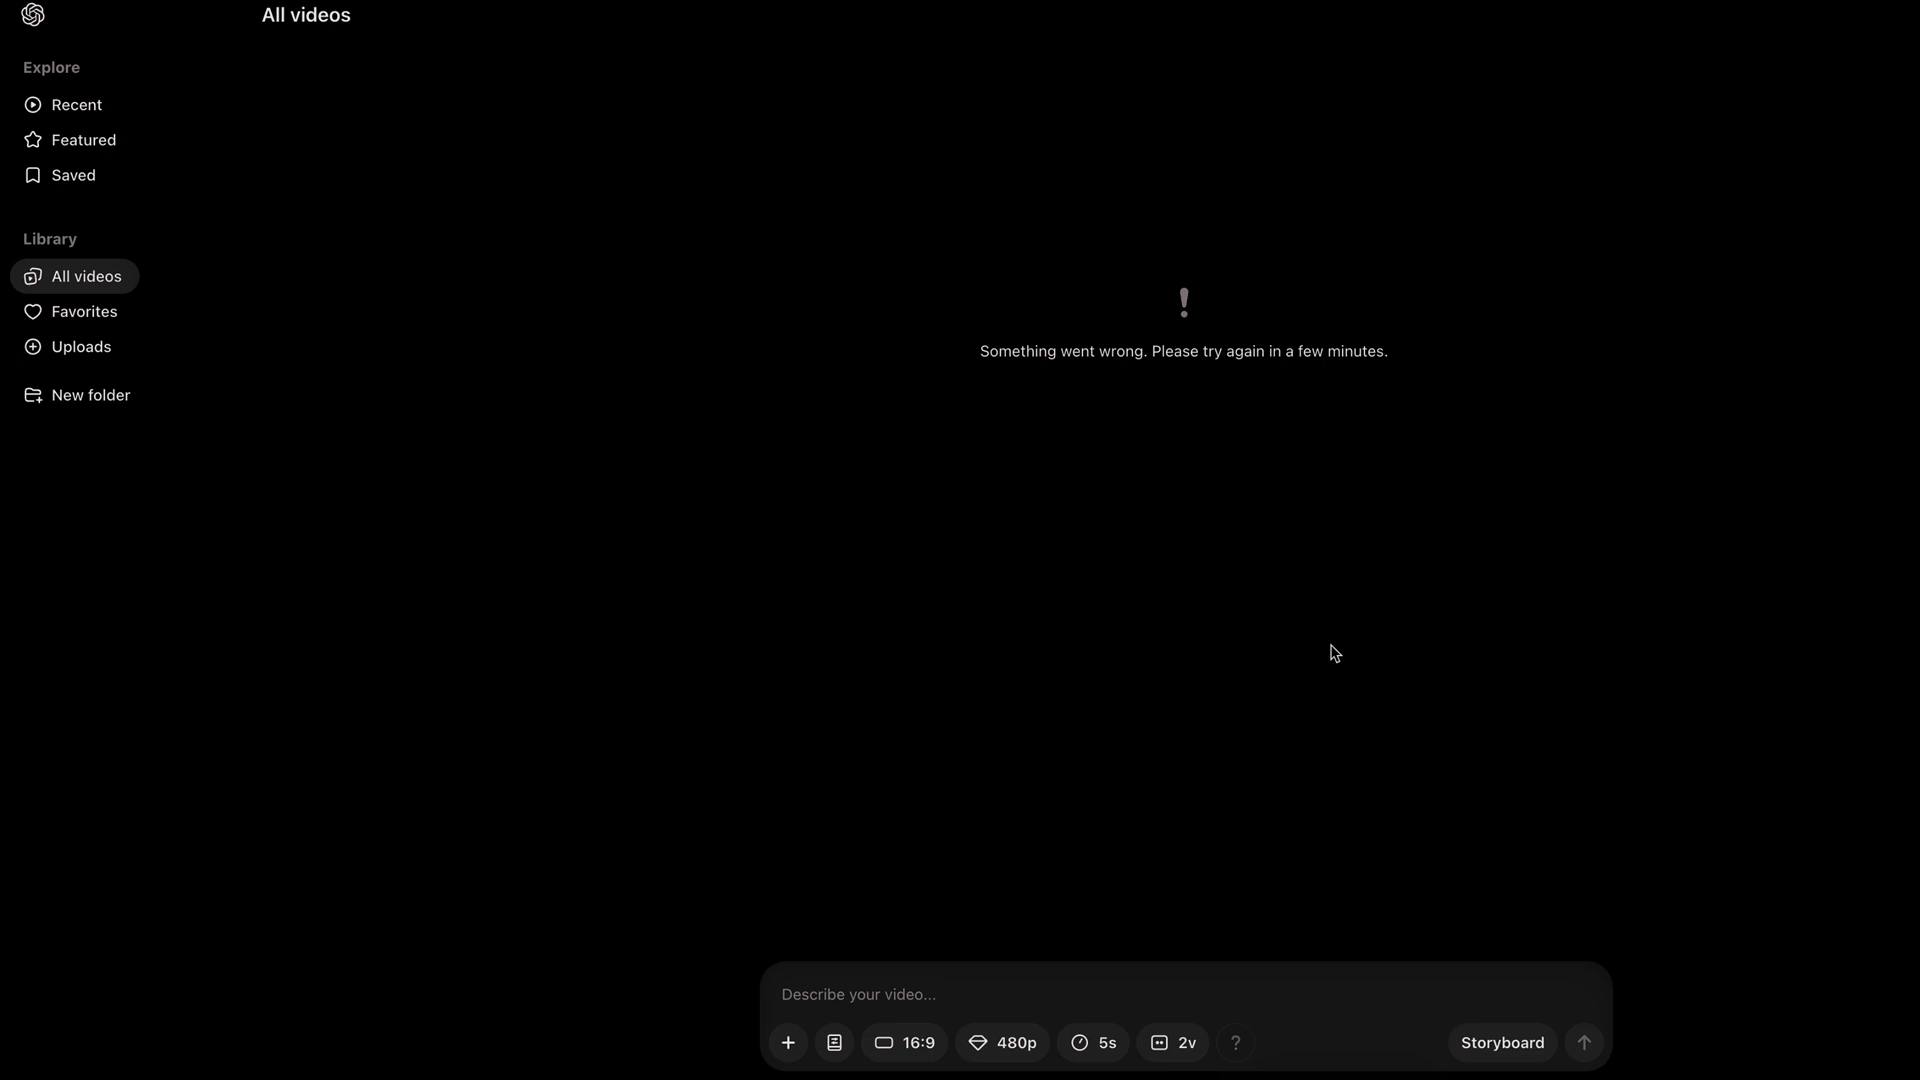 All videos
Explore
Recent
Featured
Saved
Library
All videos
Favorites
Uploads
New folder
Something went wrong. Please try again in a few minutes.
Describe your video...
16:9
480p
5s
2v
?
Storyboard